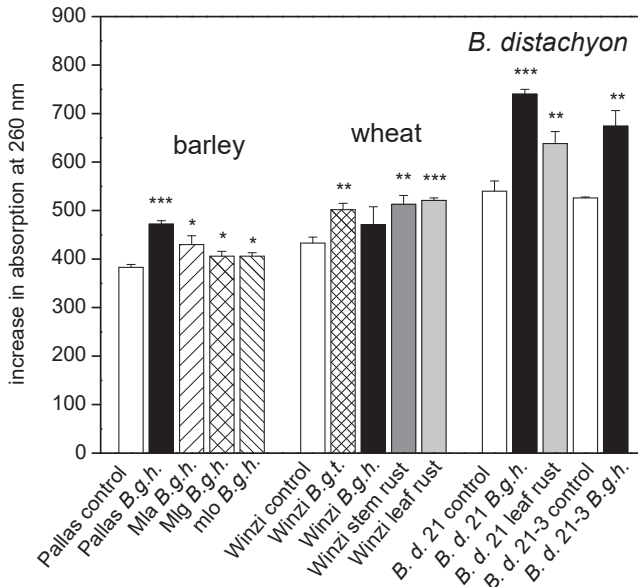 900
800
700
600
500
400
300
200
100
0
increase in absorption at 260 nm
B. distachyon
barley
wheat
***
*
*
*
**
**
***
***
**
**
Pallas control
Pallas B.g.h.
Mla B.g.h.
Mlg B.g.h.
mlo B.g.h.
Winzi control
Winzi B.g.t.
Winzi B.g.h.
Winzi stem rust
Winzi leaf rust
B. d. 21 control
B. d. 21 B.g.h.
B. d. 21 leaf rust
B. d. 21-3 control
B. d. 21-3 B.g.h.